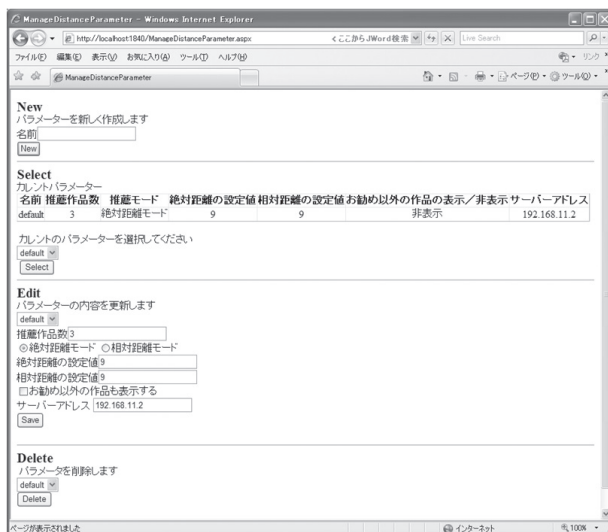 ManageDistanceParameter - Windows Internet Explorer
http://localhost:1840/ManageDistanceParameter.aspx
くここからJWord検索
Live Search
ファイル(F) 編集(E) 表示(V) お気に入り(A) ツール(T) ヘルプ(H)
リンク
ManageDistanceParameter
ページ(P) ツール(O)
New
パラメーターを新しく作成します
名前
New
Select
カレントパラメーター
名前 推薦作品数 推薦モード 絶対距離の設定値 相対距離の設定値 お勧め以外の作品の表示／非表示 サーバーアドレス
default 3 絶対距離モード 9 9 非表示 192.168.11.2
カレントのパラメーターを選択してください
default
Select
Edit
パラメーターの内容を更新します
default
推薦作品数 3
絶対距離モード 相対距離モード
絶対距離の設定値 9
相対距離の設定値 9
お勧め以外の作品も表示する
サーバーアドレス 192.168.11.2
Save
Delete
パラメータを削除します
default
Delete
ページが表示されました
インターネット
100%